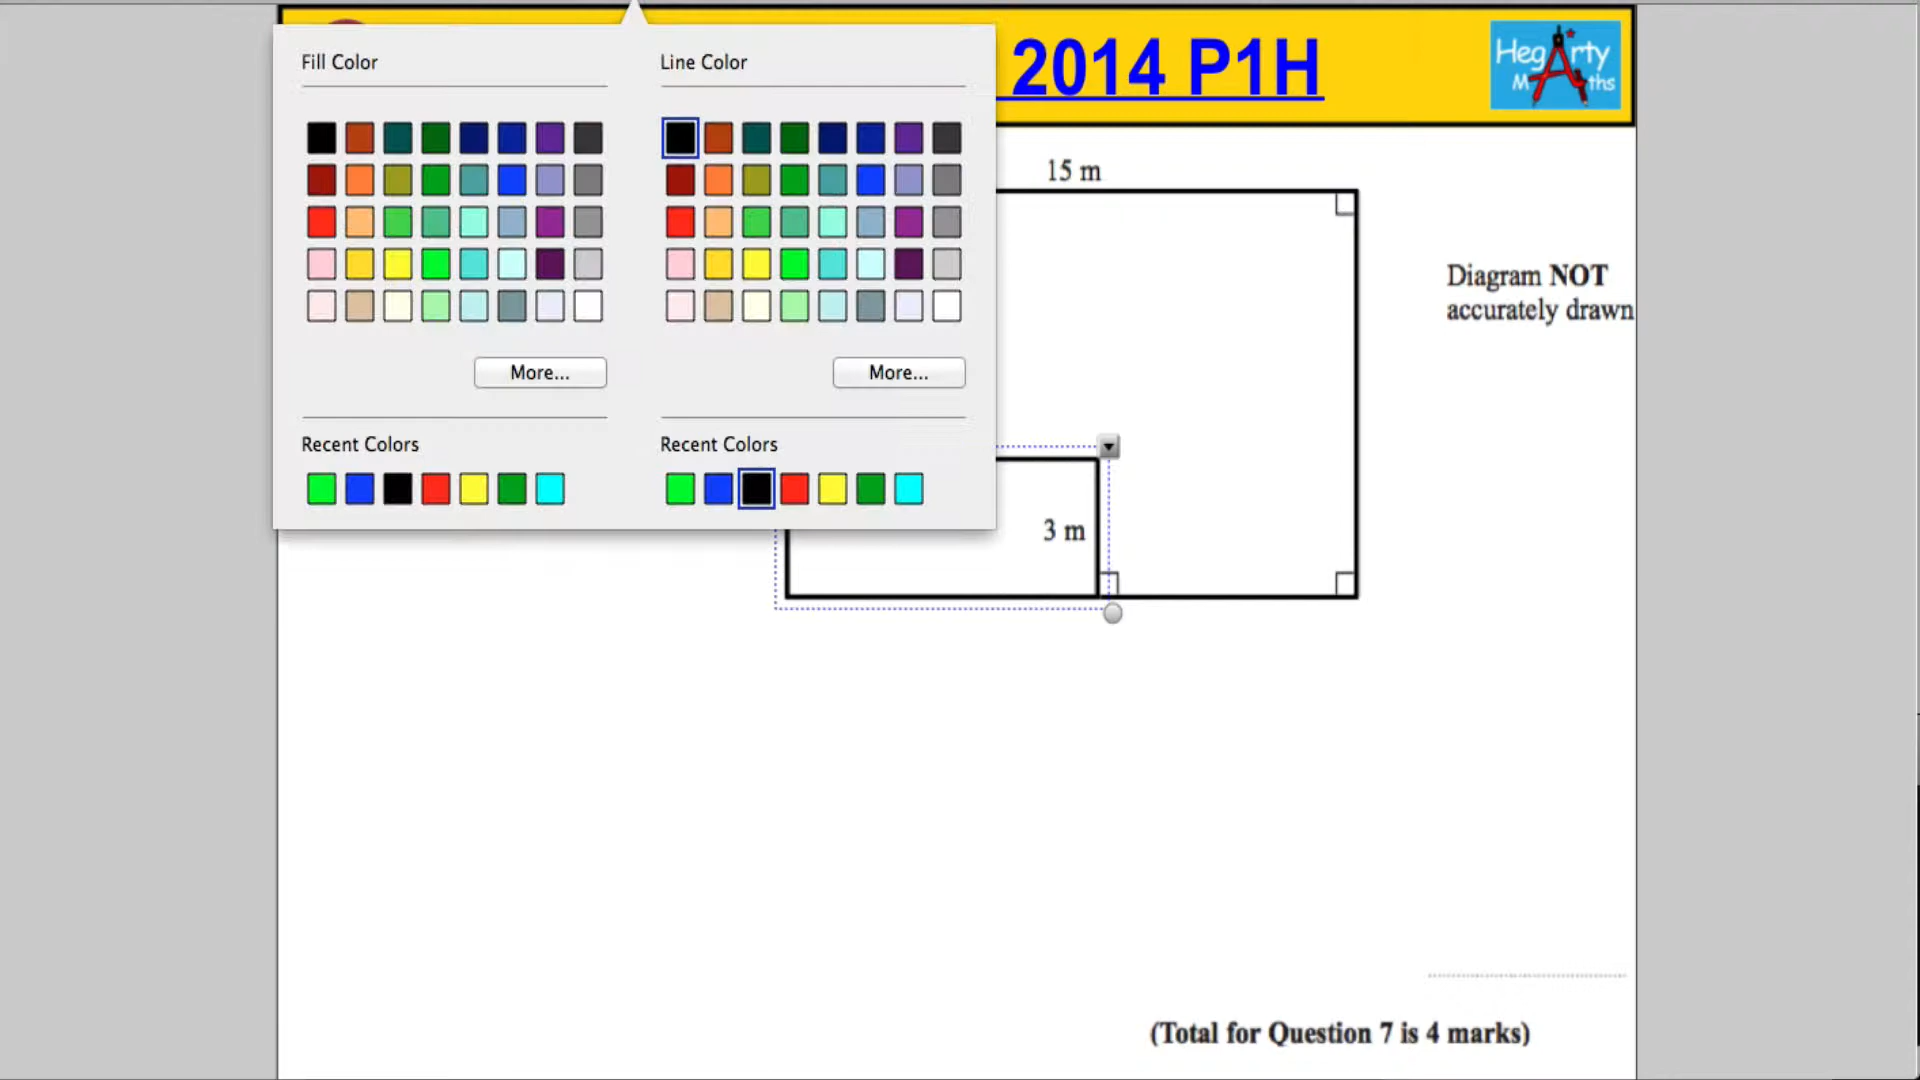 Fill Color
Line Color
2014 P1H
Hegarty
Maths
15 m
Diagram NOT
accurately drawn
More...
More...
Recent Colors
Recent Colors
3 m
(Total for Question 7 is 4 marks)